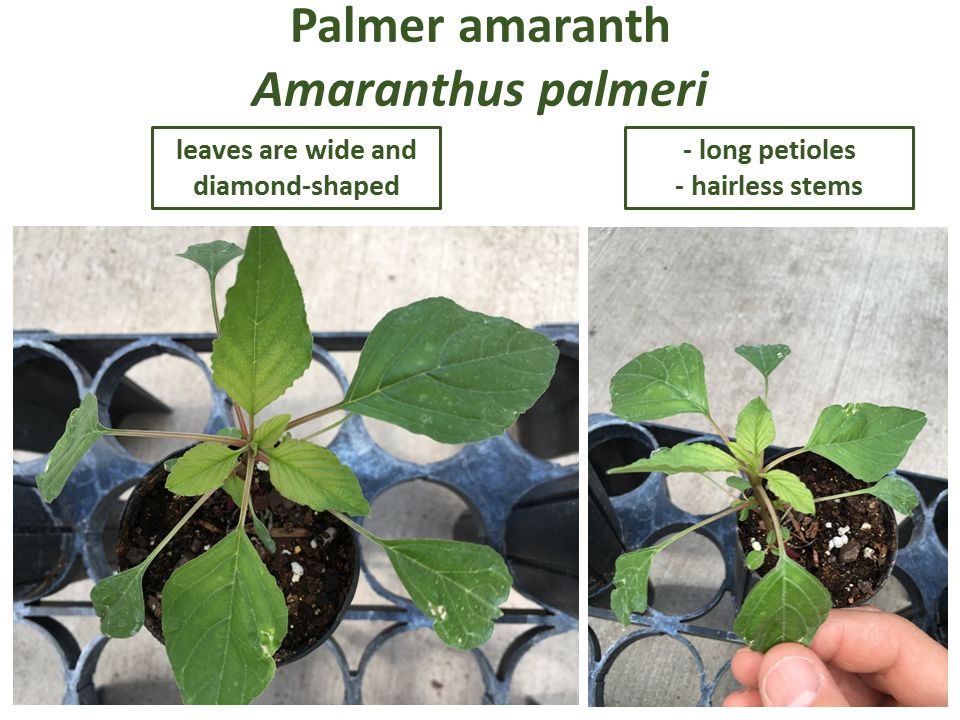 Palmer amaranth
Amaranthus palmeri
leaves are wide and
diamond-shaped
- long petioles
- hairless stems